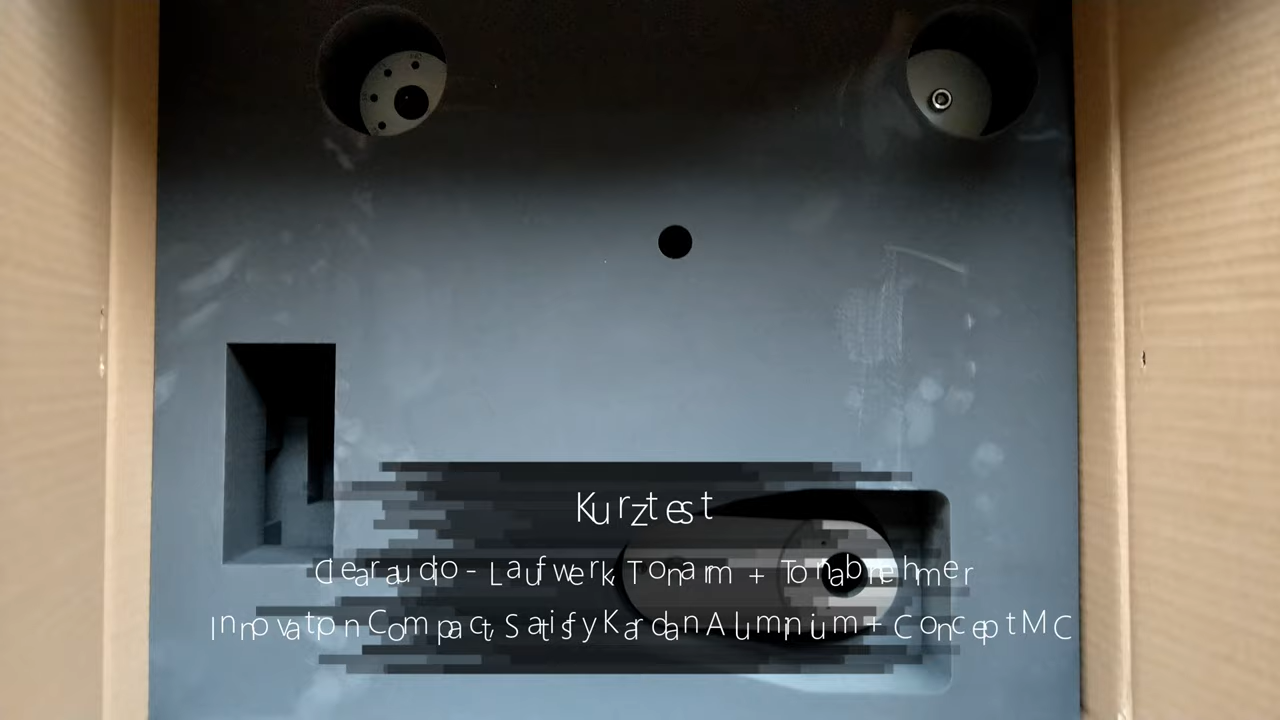 Kurztest
Clearaudio - Laufwerk, Tonarm + Tonabnehmer
Innovation Compact, Satisfy Kardan Aluminium + Concept MC